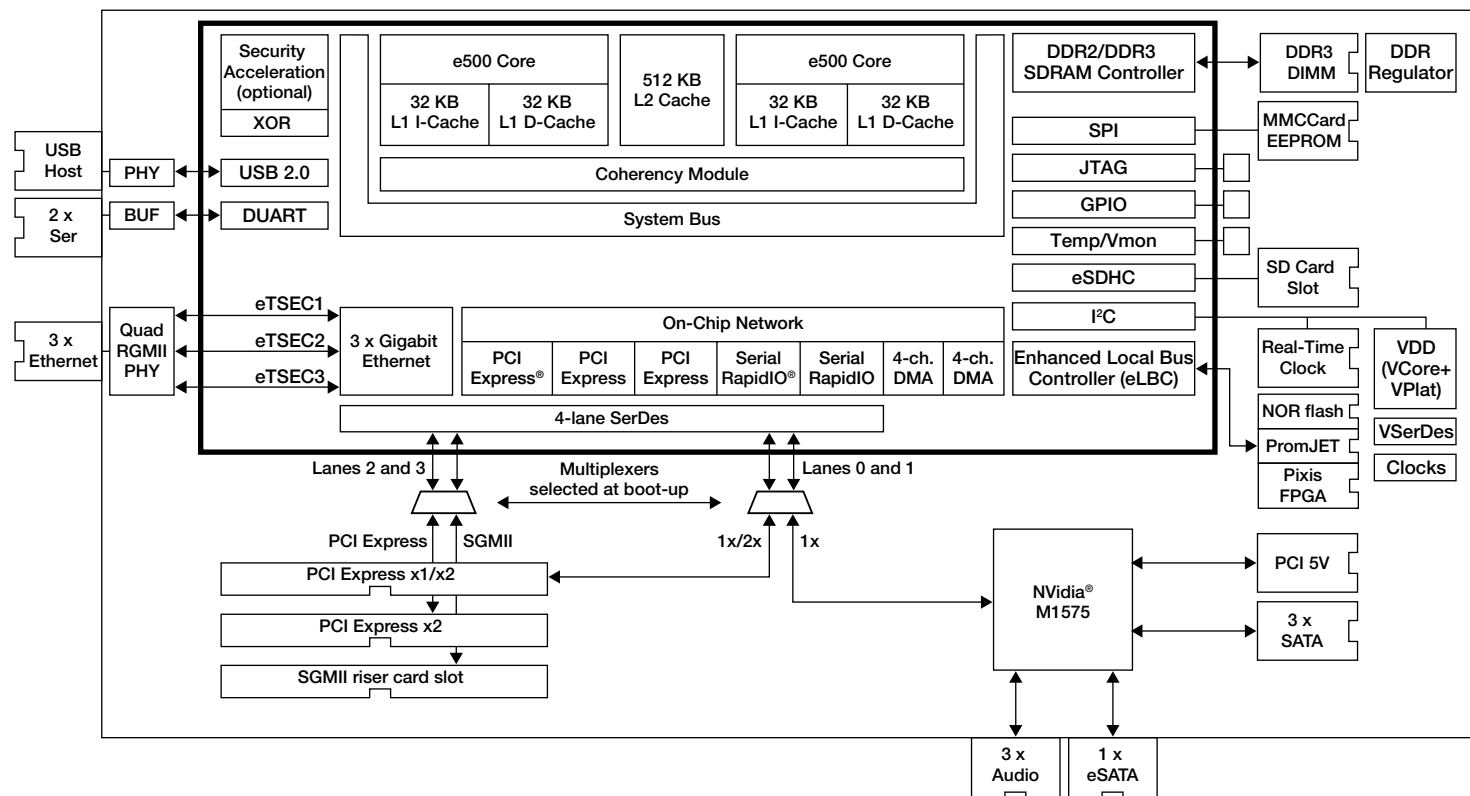 Security
Acceleration
(optional)
XOR
e500 Core
32 KB
L1 I-Cache
32 KB
L1 D-Cache
512 KB
L2 Cache
e500 Core
32 KB
L1 I-Cache
32 KB
L1 D-Cache
Coherency Module
System Bus
DDR2/DDR3
SDRAM Controller
DDR3
DIMM
DDR
Regulator
SPI
MMCCard
EEPROM
JTAG
GPIO
Temp/Vmon
eSDHC
SD Card
Slot
I²C
Real-Time
Clock
VDD
(VCore+
VPlat)
Enhanced Local Bus
Controller (eLBC)
NOR flash
PromJET
Pixis
FPGA
VSerDes
Clocks
USB
Host
PHY
USB 2.0
2 x
Ser
BUF
DUART
3 x
Ethernet
Quad
RGMII
PHY
eTSEC1
eTSEC2
eTSEC3
3 x Gigabit
Ethernet
On-Chip Network
PCI
Express®
PCI
Express
PCI
Express
Serial
RapidIO®
Serial
RapidIO
4-ch.
DMA
4-ch.
DMA
4-lane SerDes
Lanes 2 and 3
Multiplexers
selected at boot-up
Lanes 0 and 1
PCI Express
SGMII
1x/2x
1x
PCI Express x1/x2
PCI Express x2
SGMII riser card slot
NVidia®
M1575
PCI 5V
3 x
SATA
3 x
Audio
1 x
eSATA